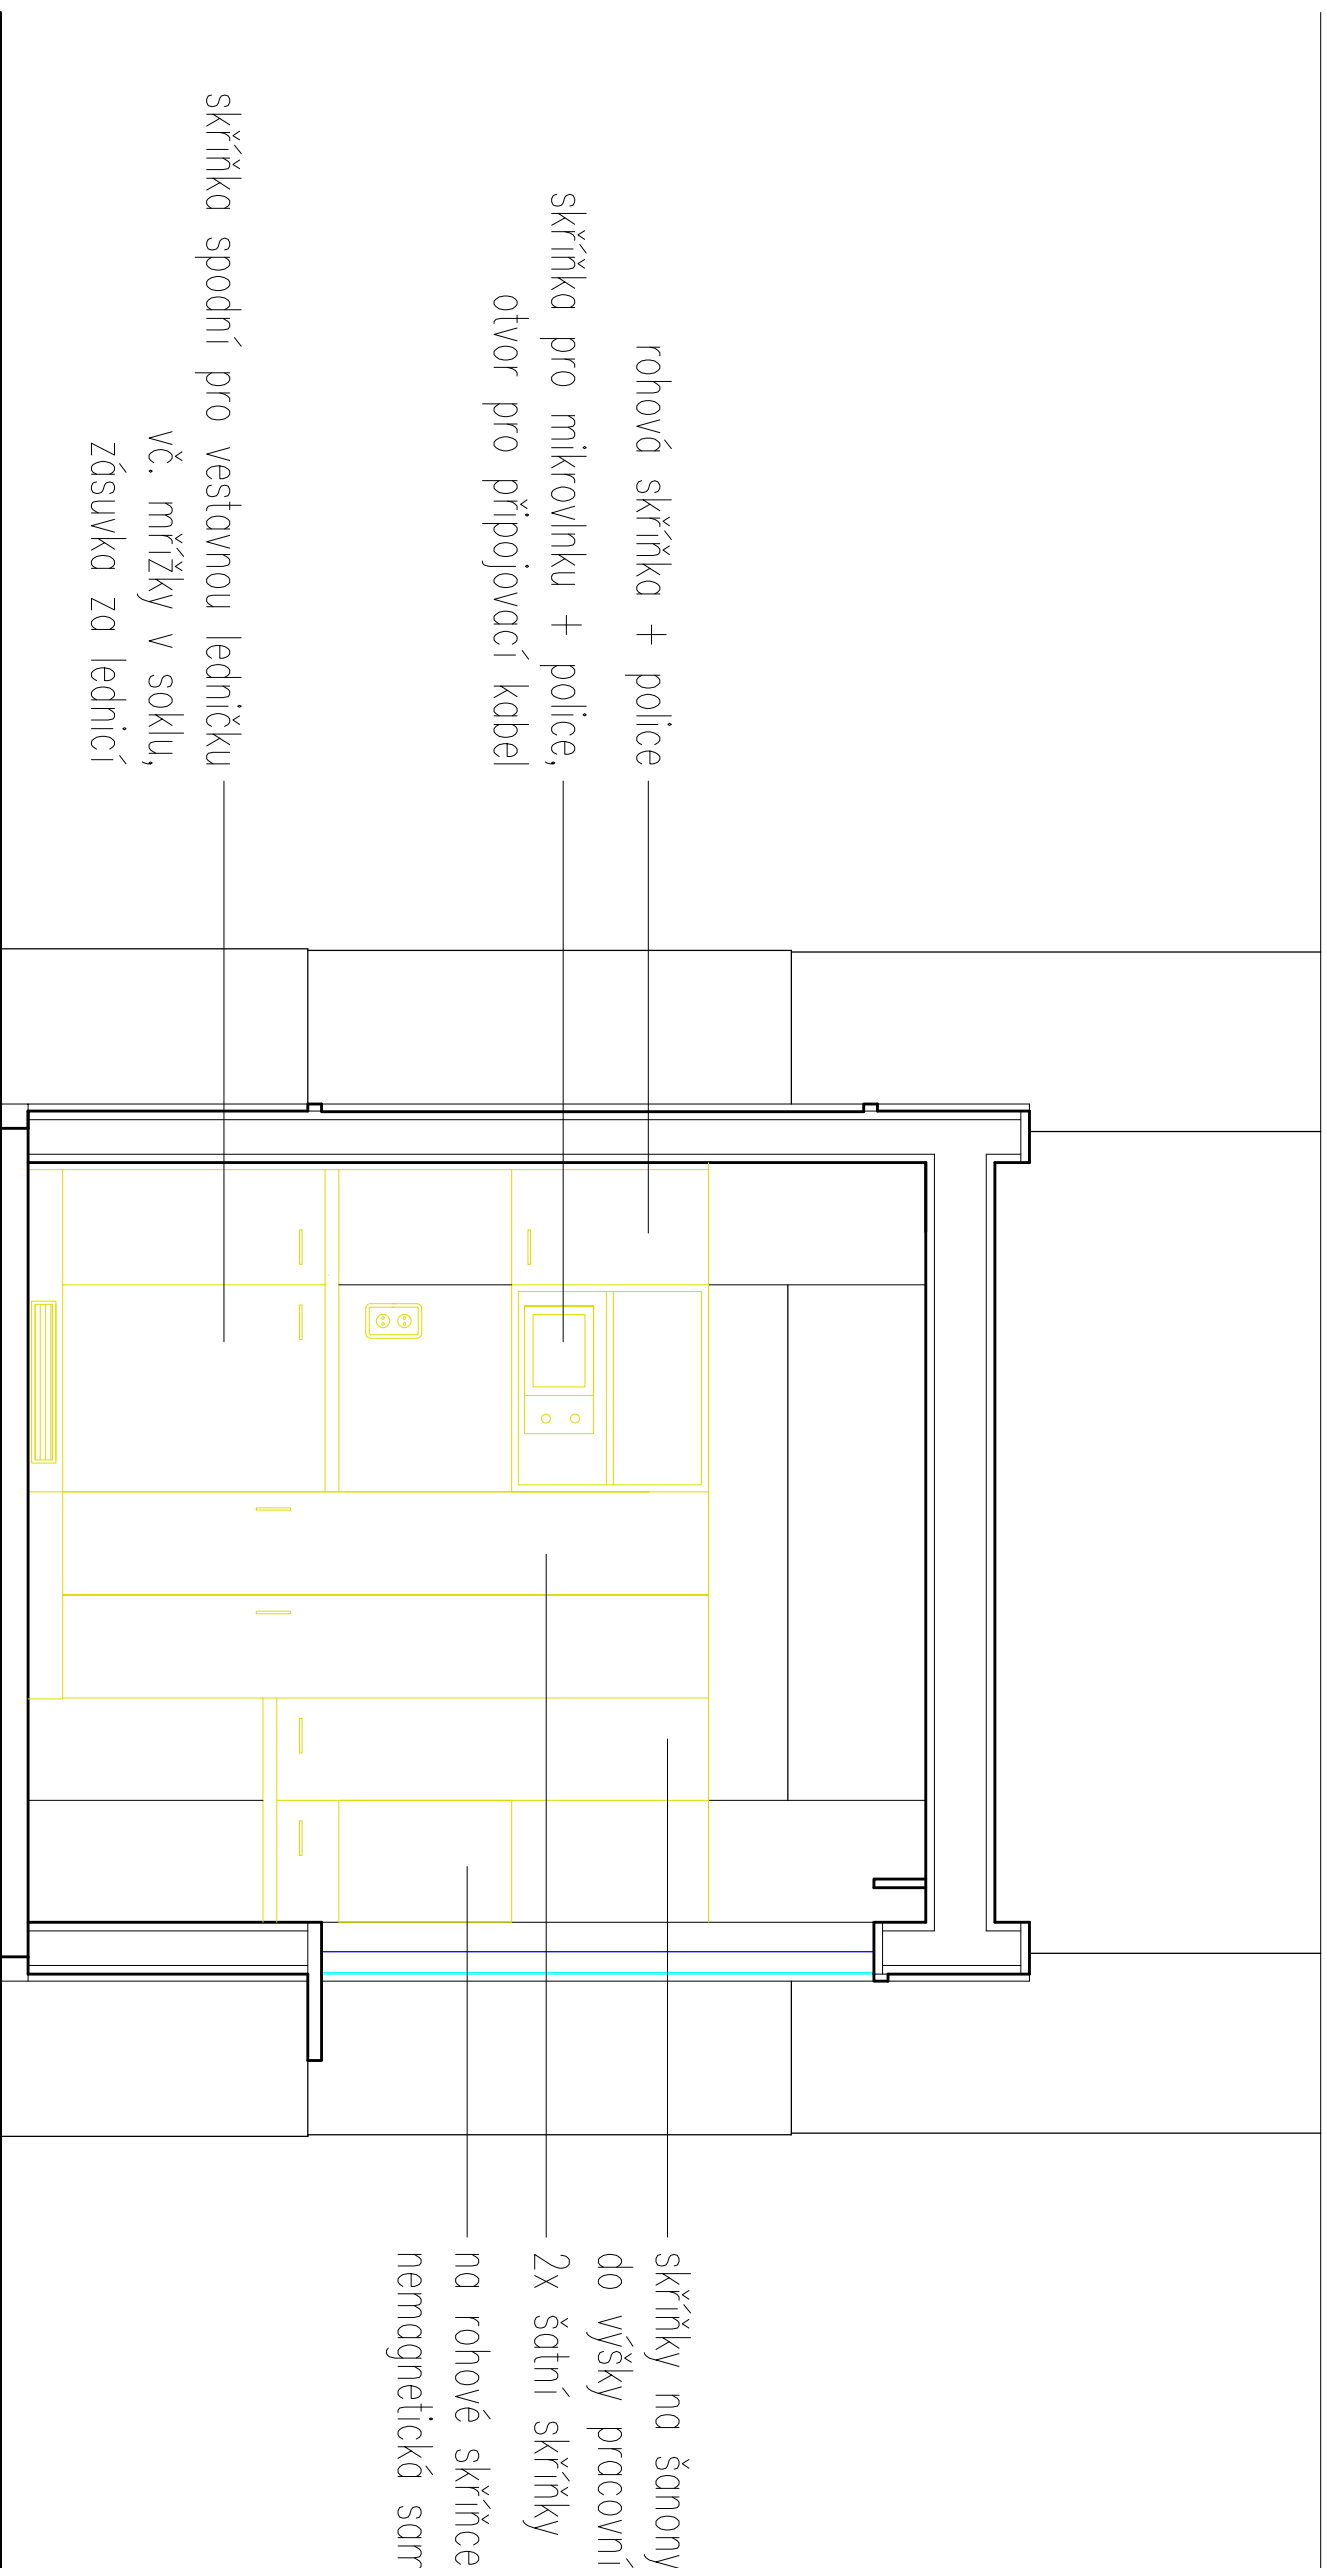 rohová skříňka + police
skříňka pro mikrovlnku + police,
otvor pro připojovací kabel
skříňka spodní pro vestavnou ledničku
vč. mřížky v soklu,
zásuvka za lednicí
skříňky na šanony
do výšky pracovní
2x šatní skříňky
na rohové skříňce
nemagnetická sam